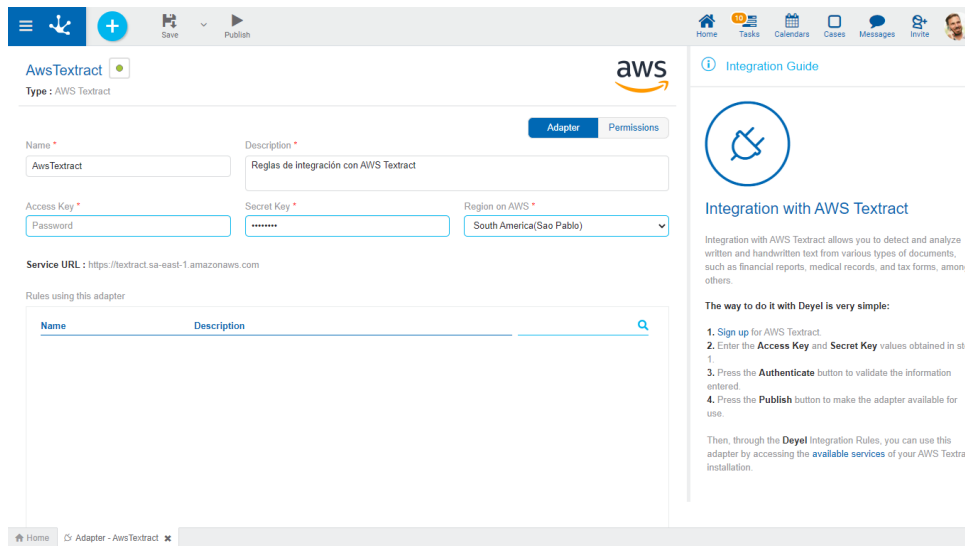 Save
Publish
Home
10
Tasks
Calendars
Cases
Messages
Invite
AwsTextract
Type : AWS Textract
aws
Adapter
Permissions
Name *
Description *
AwsTextract
Reglas de integración con AWS Textract
Access Key *
Secret Key *
Region on AWS *
Password
••••••••
South America(Sao Pablo)
Service URL : https://textract.sa-east-1.amazonaws.com
Rules using this adapter
Name
Description
Integration Guide
Integration with AWS Textract
Integration with AWS Textract allows you to detect and analyze
written and handwritten text from various types of documents,
such as financial reports, medical records, and tax forms, amon
others.
The way to do it with Deyel is very simple:
1. Sign up for AWS Textract.
2. Enter the Access Key and Secret Key values obtained in st
1.
3. Press the Authenticate button to validate the information
entered.
4. Press the Publish button to make the adapter available for
use.
Then, through the Deyel Integration Rules, you can use this
adapter by accessing the available services of your AWS Textra
installation.
Home
Adapter - AwsTextract